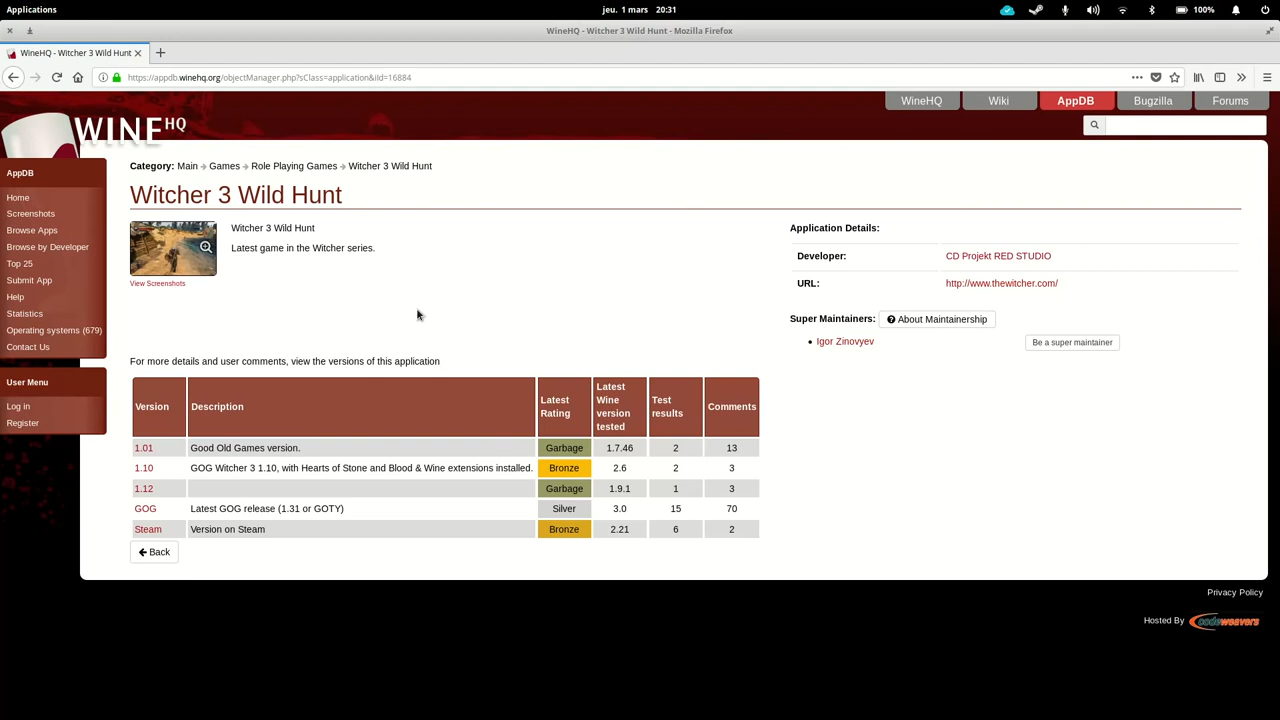 Applications
jeu. 1 mars 20:31
100%
WineHQ - Witcher 3 Wild Hunt - Mozilla Firefox
WineHQ - Witcher 3 Wild Hunt
https://appdb.winehq.org/objectManager.php?sClass=application&iId=16884
WineHQ Wiki AppDB Bugzilla Forums
WINE HQ
AppDB
Home
Screenshots
Browse Apps
Browse by Developer
Top 25
Submit App
Help
Statistics
Operating systems (679)
Contact Us
User Menu
Log in
Register
Category: Main Games Role Playing Games Witcher 3 Wild Hunt
Witcher 3 Wild Hunt
View Screenshots
Witcher 3 Wild Hunt
Latest game in the Witcher series.
Application Details:
Developer: CD Projekt RED STUDIO
URL: http://www.thewitcher.com/
Super Maintainers: About Maintainership
• Igor Zinovyev
Be a super maintainer
For more details and user comments, view the versions of this application
Version Description Latest Rating Latest Wine version tested Test results Comments
1.01 Good Old Games version. Garbage 1.7.46 2 13
1.10 GOG Witcher 3 1.10, with Hearts of Stone and Blood & Wine extensions installed. Bronze 2.6 2 3
1.12 Garbage 1.9.1 1 3
GOG Latest GOG release (1.31 or GOTY) Silver 3.0 15 70
Steam Version on Steam Bronze 2.21 6 2
Back
Privacy Policy
Hosted By codeweavers